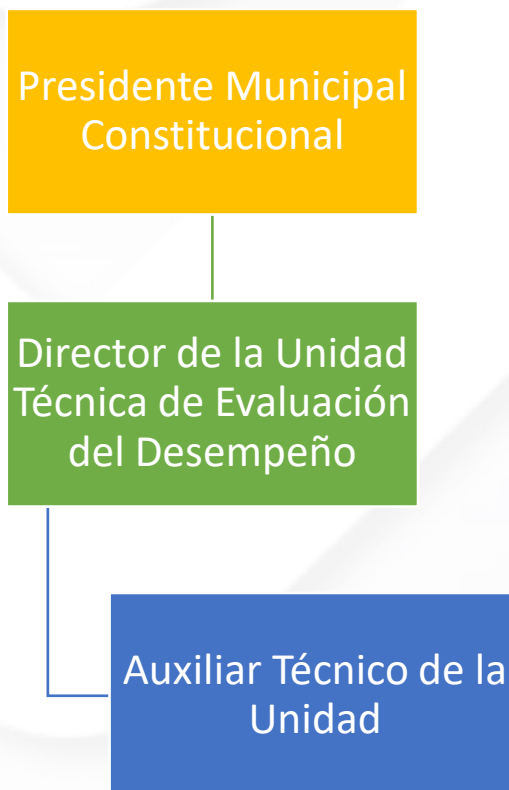 Presidente Municipal
Constitucional
Director de la Unidad
Técnica de Evaluación
del Desempeño
Auxiliar Técnico de la
Unidad